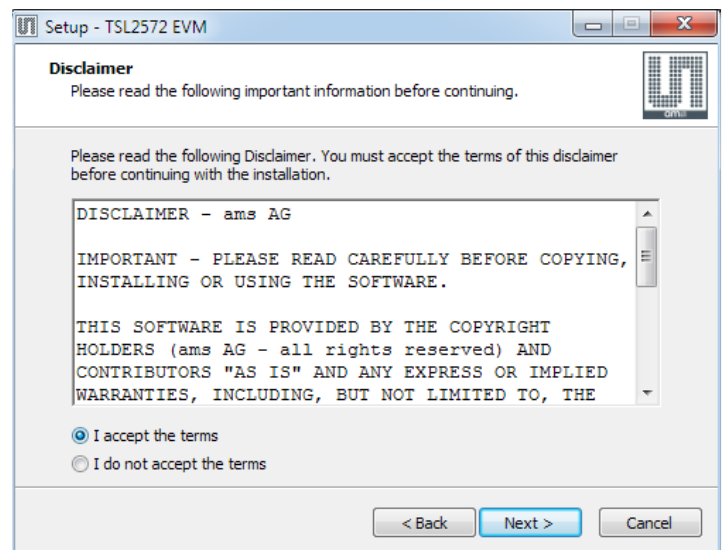 Setup - TSL2572 EVM
Disclaimer
Please read the following important information before continuing.
am
Please read the following Disclaimer. You must accept the terms of this disclaimer
before continuing with the installation.
DISCLAIMER - ams AG
IMPORTANT - PLEASE READ CAREFULLY BEFORE COPYING,
INSTALLING OR USING THE SOFTWARE.
THIS SOFTWARE IS PROVIDED BY THE COPYRIGHT
HOLDERS (ams AG - all rights reserved) AND
CONTRIBUTORS "AS IS" AND ANY EXPRESS OR IMPLIED
WARRANTIES, INCLUDING, BUT NOT LIMITED TO, THE
I accept the terms
I do not accept the terms
< Back Next > Cancel